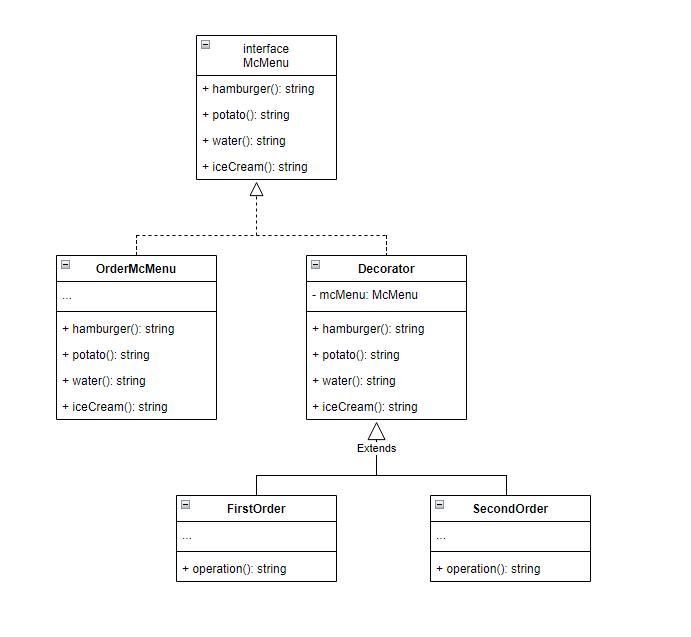 interface
McMenu
+ hamburger(): string
+ potato(): string
+ water(): string
+ iceCream(): string
OrderMcMenu
...
+ hamburger(): string
+ potato(): string
+ water(): string
+ iceCream(): string
Decorator
- mcMenu: McMenu
+ hamburger(): string
+ potato(): string
+ water(): string
+ iceCream(): string
Extends
FirstOrder
...
+ operation(): string
SecondOrder
...
+ operation(): string